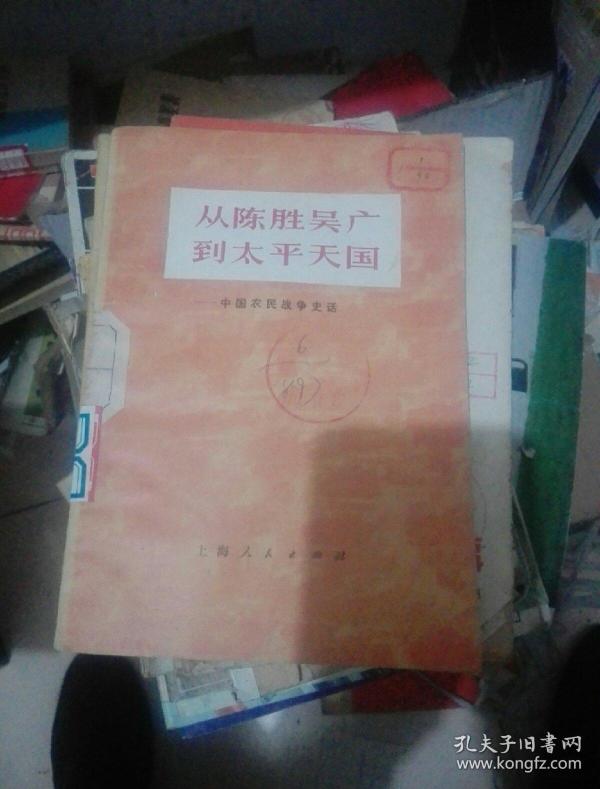 从陈胜吴广
到太平天国
——中国农民战争史话
6
上海人民出版社
孔夫子旧书网
www.kongfz.com